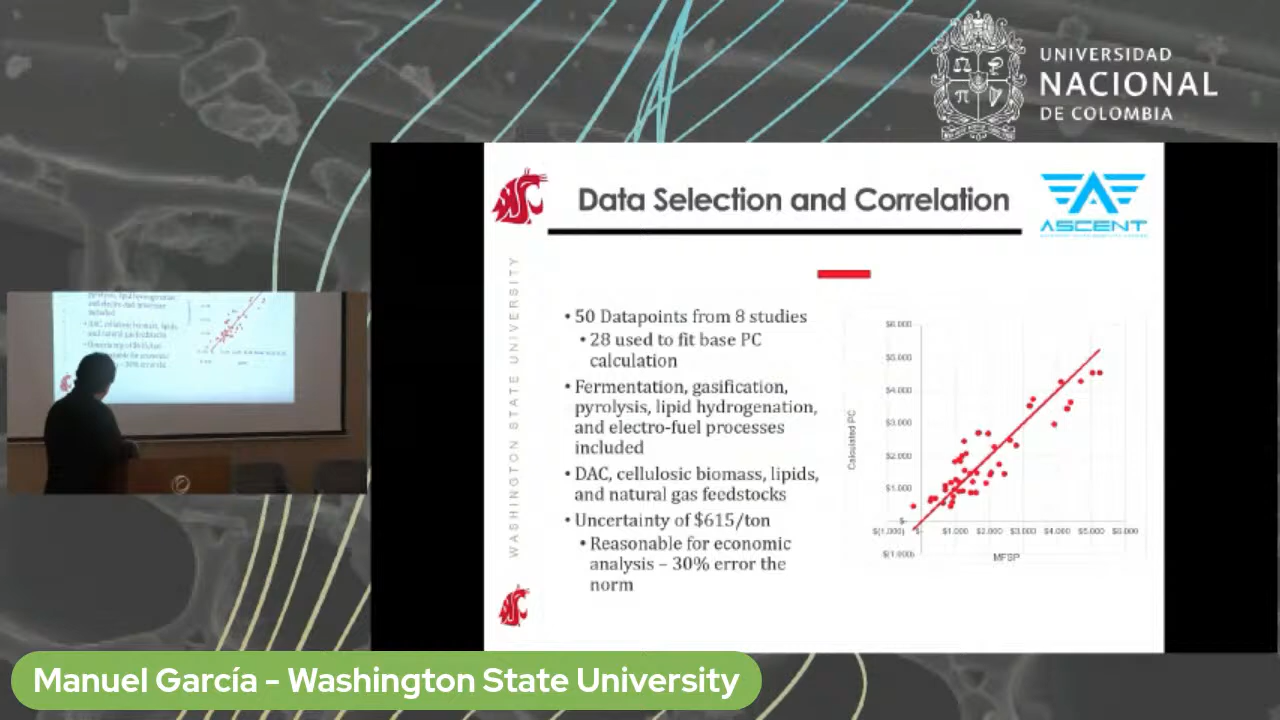 UNIVERSIDAD
NACIONAL
DE COLOMBIA
WSU
Data Selection and Correlation
ASCENT
WASHINGTON STATE UNIVERSITY
• 50 Datapoints from 8 studies
• 28 used to fit base PC
calculation
• Fermentation, gasification,
pyrolysis, lipid hydrogenation,
and electro-fuel processes
included
• DAC, cellulosic biomass, lipids,
and natural gas feedstocks
• Uncertainty of $615/ton
• Reasonable for economic
analysis – 30% error the
norm
Calculated PC
$6,000
$5,000
$4,000
$3,000
$2,000
$1,000
$-
$(1,000)
$(1,000) $- $1,000 $2,000 $3,000 $4,000 $5,000 $6,000
MFSP
Manuel García - Washington State University